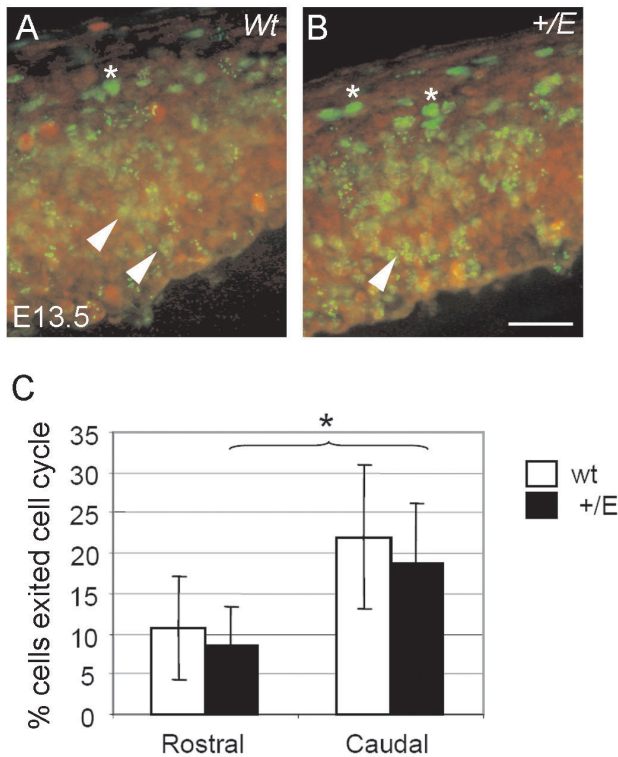 A Wt
*
E13.5
B +/E
* *
C
% cells exited cell cycle
35
30
25
20
15
10
5
0
*
Rostral Caudal
wt
+/E